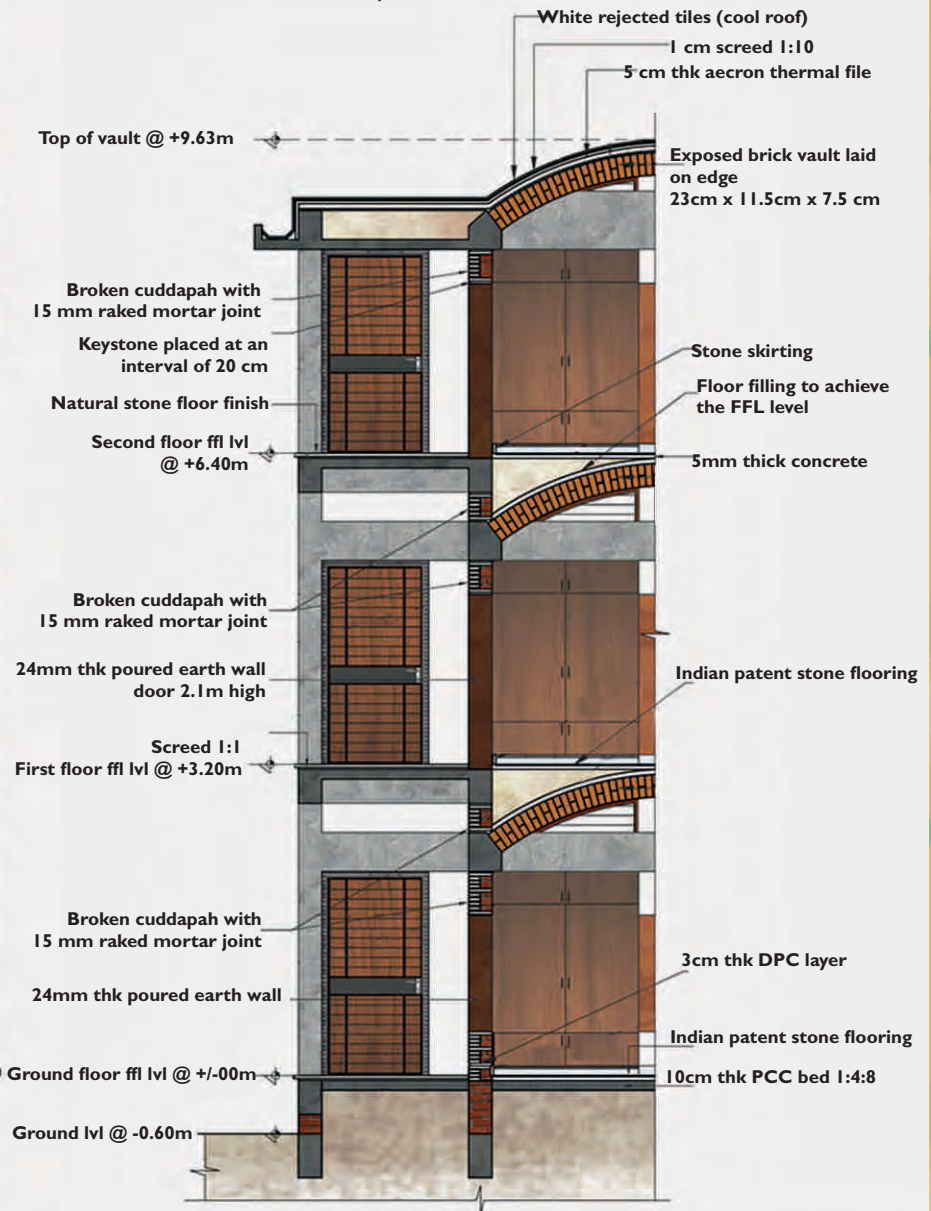 White rejected tiles (cool roof)
1 cm screed 1:10
5 cm thk aecron thermal file
Top of vault @ +9.63m
Exposed brick vault laid
on edge
23cm x 11.5cm x 7.5 cm
Broken cuddapah with
15 mm raked mortar joint
Keystone placed at an
interval of 20 cm
Stone skirting
Floor filling to achieve
the FFL level
Natural stone floor finish
Second floor ffl lvl
@ +6.40m
5mm thick concrete
Broken cuddapah with
15 mm raked mortar joint
24mm thk poured earth wall
door 2.1m high
Indian patent stone flooring
Screed 1:1
First floor ffl lvl @ +3.20m
Broken cuddapah with
15 mm raked mortar joint
3cm thk DPC layer
24mm thk poured earth wall
Indian patent stone flooring
Ground floor ffl lvl @ +/-00m
10cm thk PCC bed 1:4:8
Ground lvl @ -0.60m